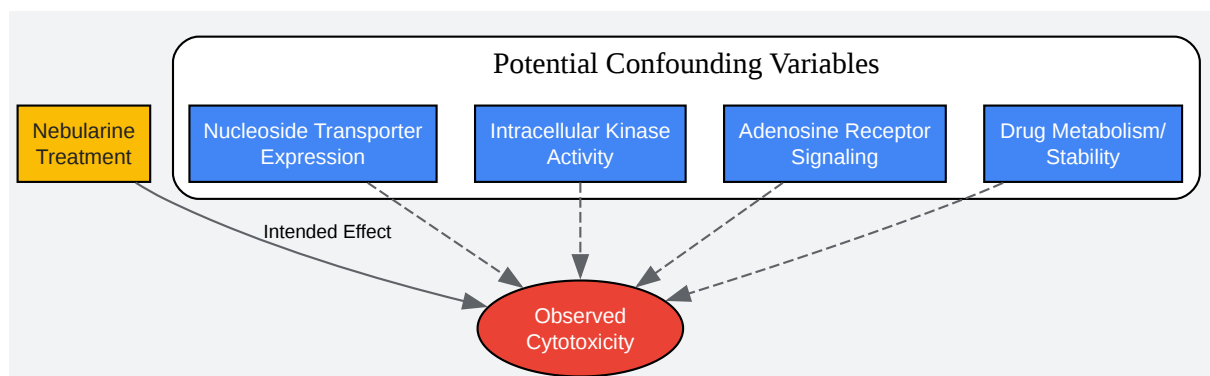 Potential Confounding Variables
Nebularine
Treatment
Nucleoside Transporter
Expression
Intracellular Kinase
Activity
Adenosine Receptor
Signaling
Drug Metabolism/
Stability
Intended Effect
Observed
Cytotoxicity